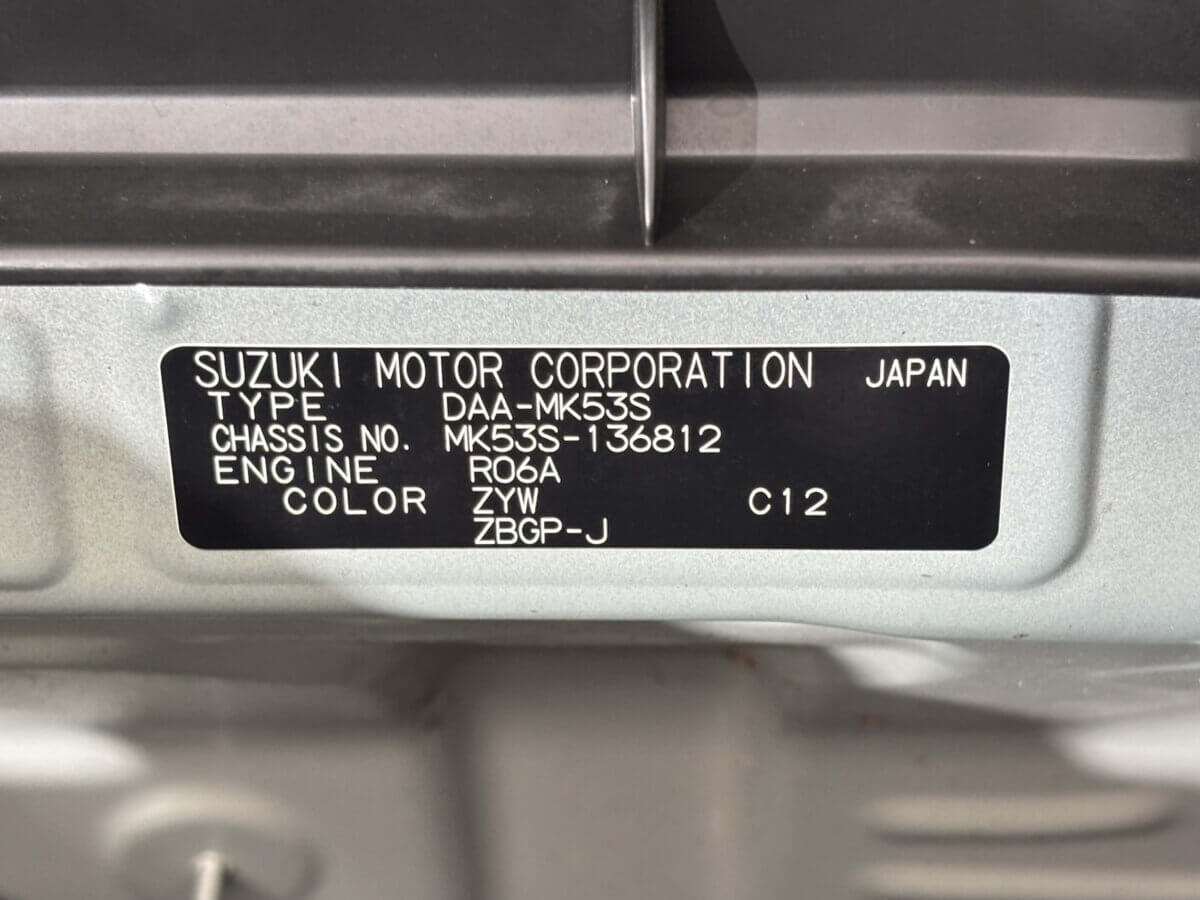 SUZUKI MOTOR CORPORATION JAPAN
TYPE DAA-MK53S
CHASSIS NO. MK53S-136812
ENGINE R06A
COLOR ZYW C12
ZBGP-J